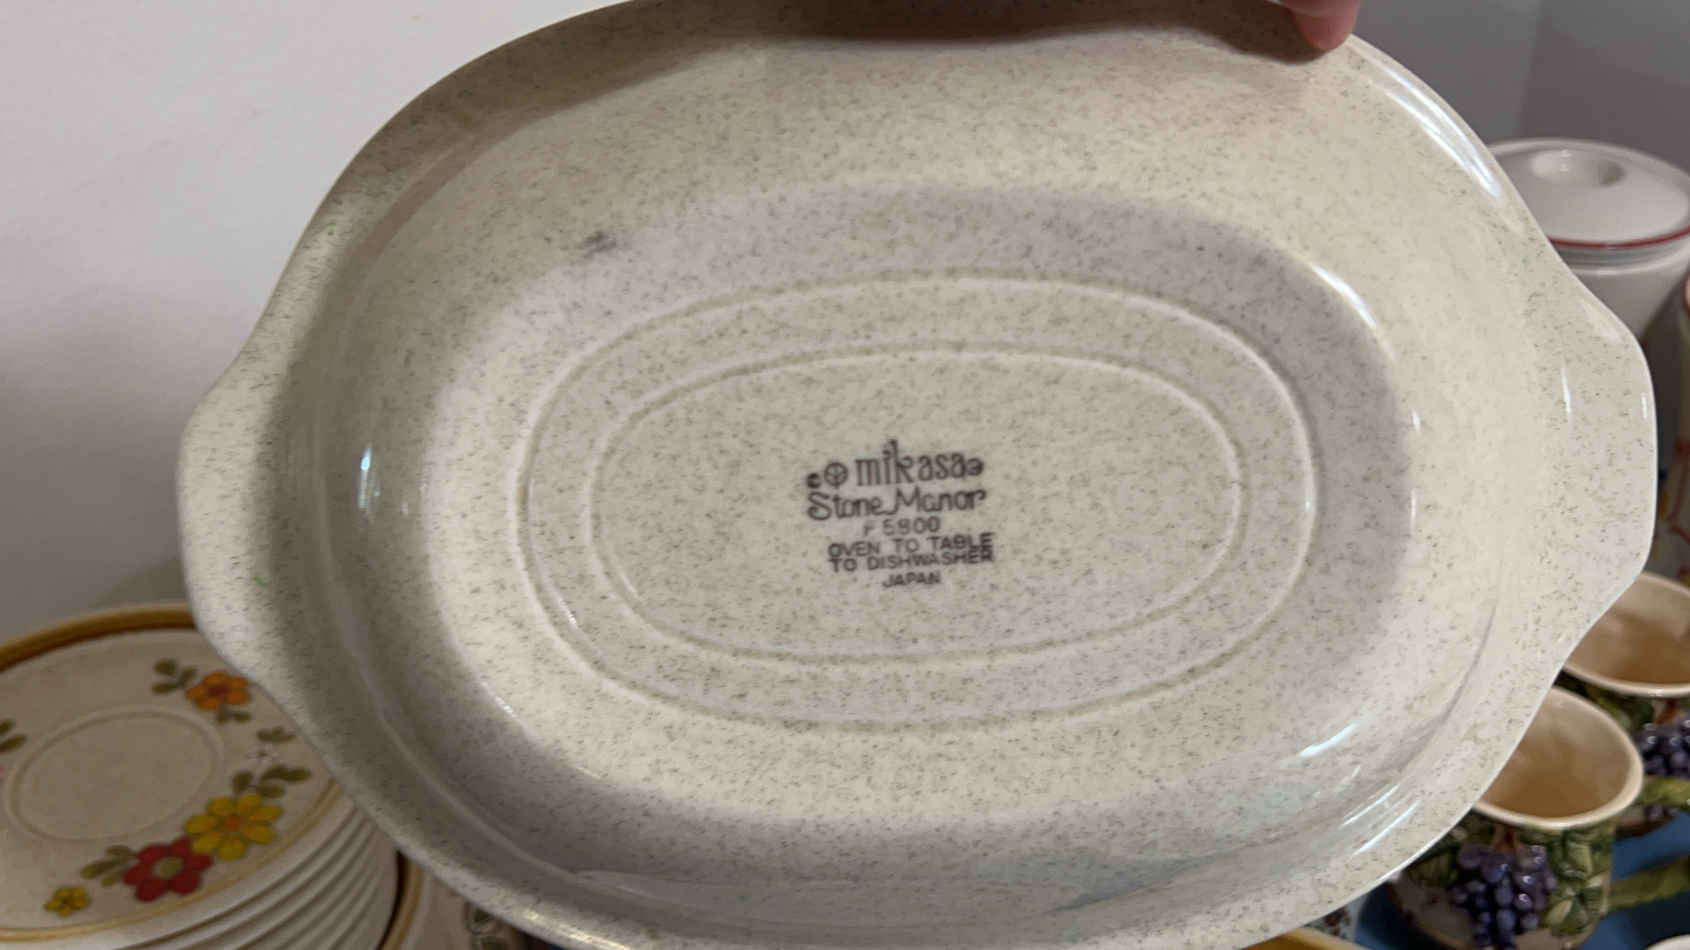 © mikasa®
Stone Manor
F 5800
OVEN TO TABLE
TO DISHWASHER
JAPAN